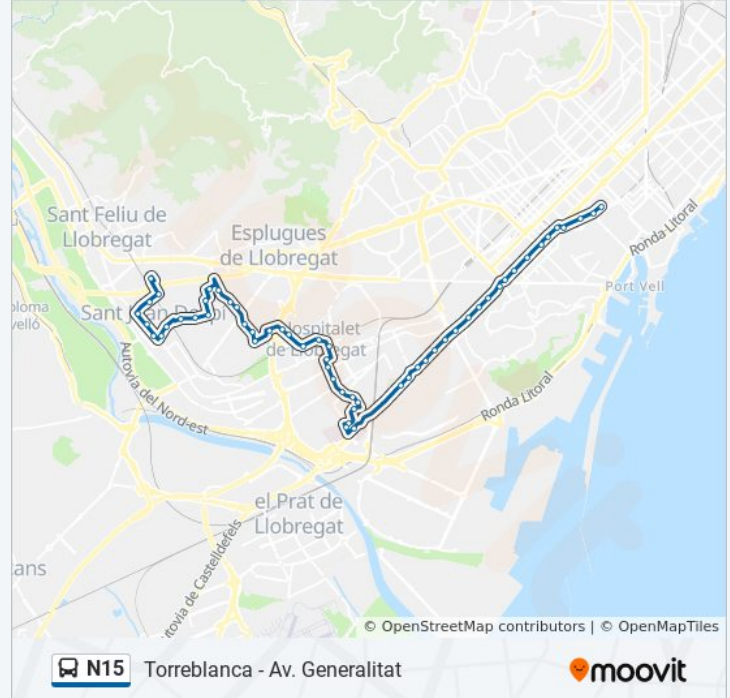 Sant Feliu de
Llobregat
Esplugues
de Llobregat
Ronda Litoral
Port Vell
Sant Joan Despí
Hospitalet
de Llobregat
Autovia del Nord-est
Ronda Litoral
el Prat de
Llobregat
Autovia de Castelldefels
© OpenStreetMap contributors | © OpenMapTiles
N15 Torreblanca - Av. Generalitat
moovit